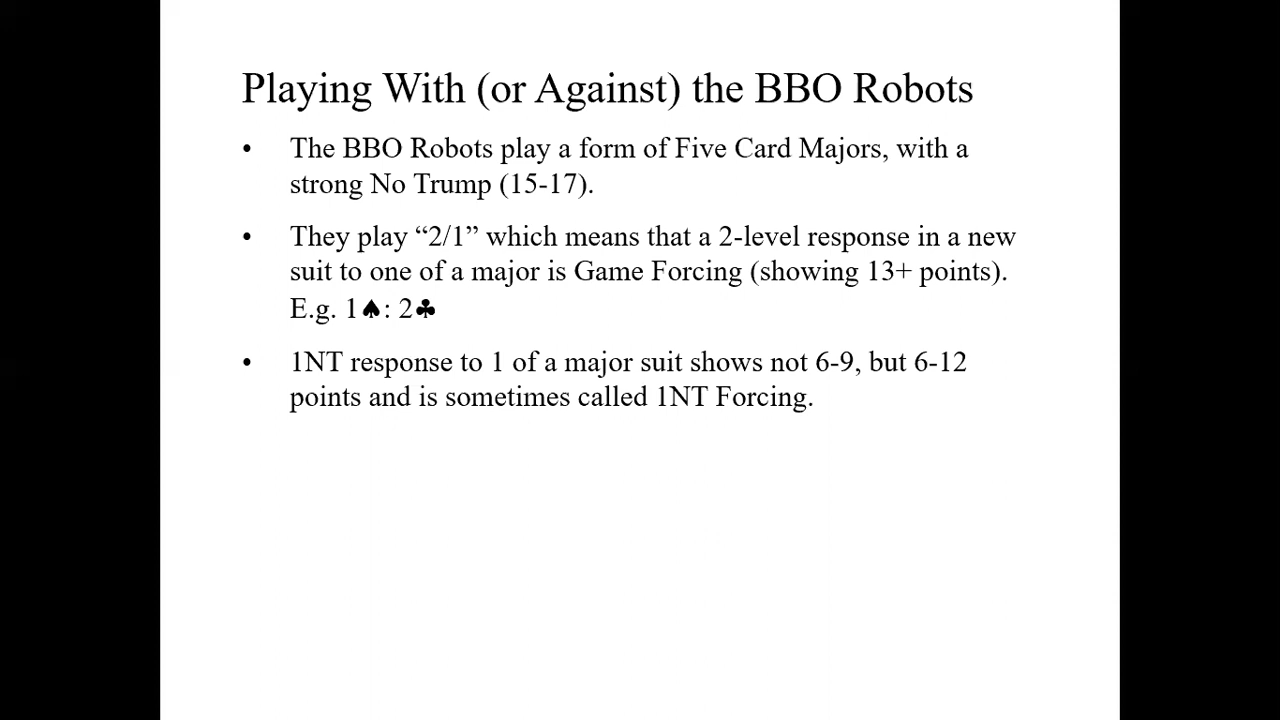 Playing With (or Against) the BBO Robots
• The BBO Robots play a form of Five Card Majors, with a
strong No Trump (15-17).
• They play “2/1” which means that a 2-level response in a new
suit to one of a major is Game Forcing (showing 13+ points).
E.g. 1♠: 2♣
• 1NT response to 1 of a major suit shows not 6-9, but 6-12
points and is sometimes called 1NT Forcing.